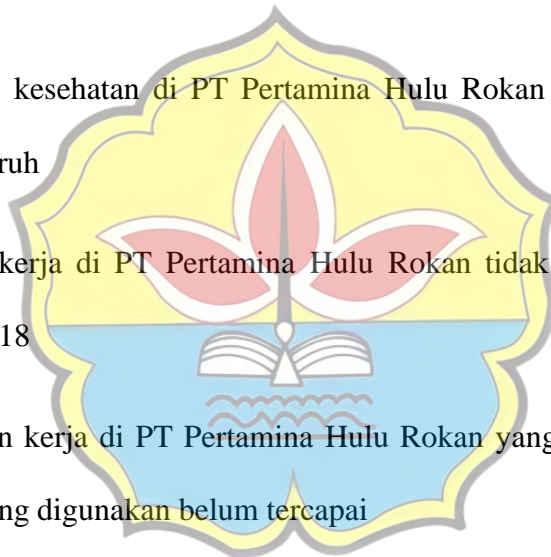 kesehatan di PT Pertamina Hulu Rokan
ruh
kerja di PT Pertamina Hulu Rokan tidak
18
n kerja di PT Pertamina Hulu Rokan yang
ng digunakan belum tercapai